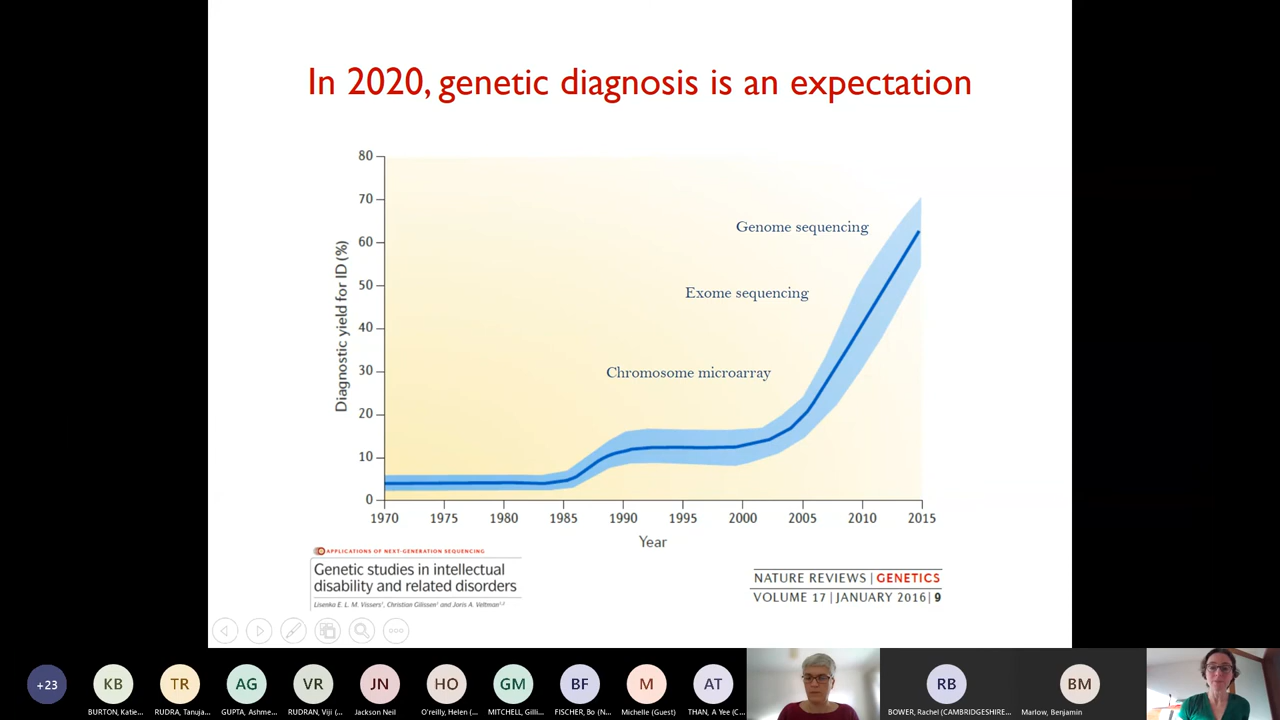 In 2020, genetic diagnosis is an expectation
80
70
60
50
40
30
20
10
0
Diagnostic yield for ID (%)
Genome sequencing
Exome sequencing
Chromosome microarray
1970 1975 1980 1985 1990 1995 2000 2005 2010 2015
Year
APPLICATIONS OF NEXT-GENERATION SEQUENCING
Genetic studies in intellectual
disability and related disorders
Lisenka E. L. M. Vissers¹, Christian Gilissen¹ and Joris A. Veltman¹,²
NATURE REVIEWS | GENETICS
VOLUME 17 | JANUARY 2016 | 9
+23 KB TR AG VR JN HO GM BF M AT RB BM
BURTON, Katie... RUDRA, Tanuja... GUPTA, Ashme... RUDRAN, Viji (... Jackson Neil O'reilly, Helen (... MITCHELL, Gilli... FISCHER, Bo (N... Michelle (Guest) THAN, A Yee (C... BOWER, Rachel (CAMBRIDGESHIRE... Marlow, Benjamin